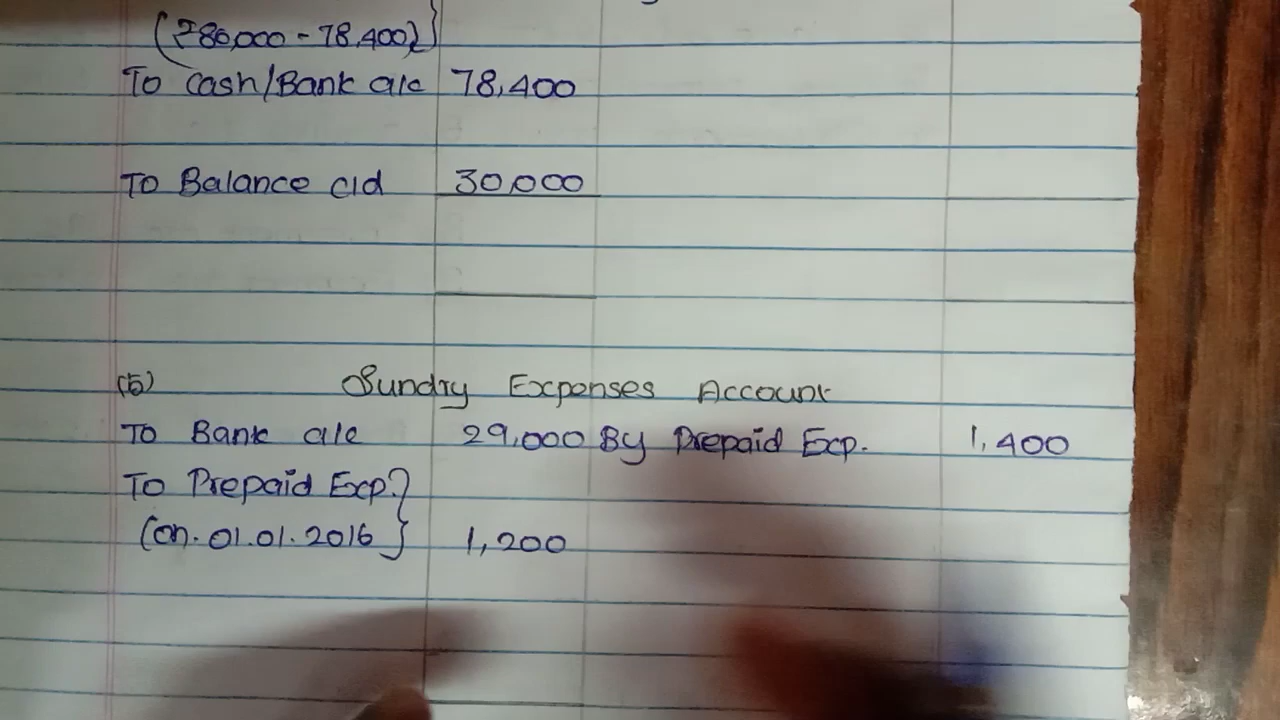 (₹80,000 - 78,400)}
To Cash/Bank a/c 78,400
To Balance c/d 30,000
(5) Sundry Expenses Account
To Bank a/c 29,000 By Prepaid Exp. 1,400
To Prepaid Exp.}
(on. 01.01.2016 } 1,200